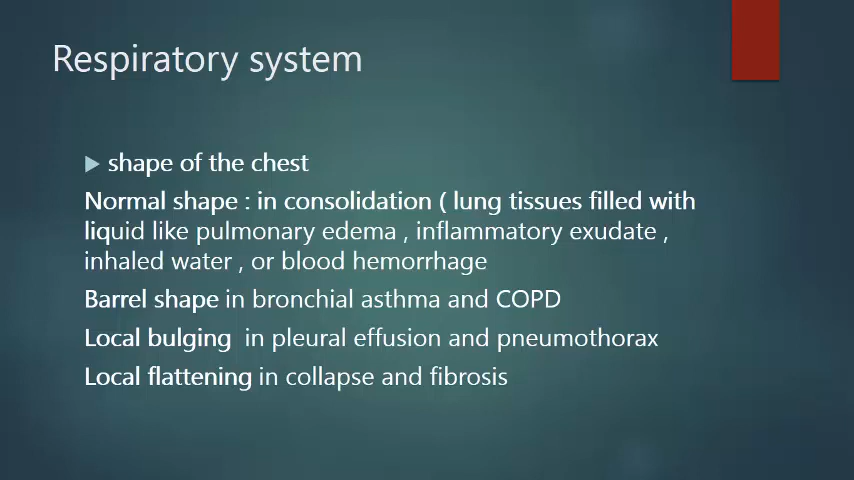 Respiratory system
shape of the chest
Normal shape : in consolidation ( lung tissues filled with
liquid like pulmonary edema , inflammatory exudate ,
inhaled water , or blood hemorrhage
Barrel shape in bronchial asthma and COPD
Local bulging in pleural effusion and pneumothorax
Local flattening in collapse and fibrosis